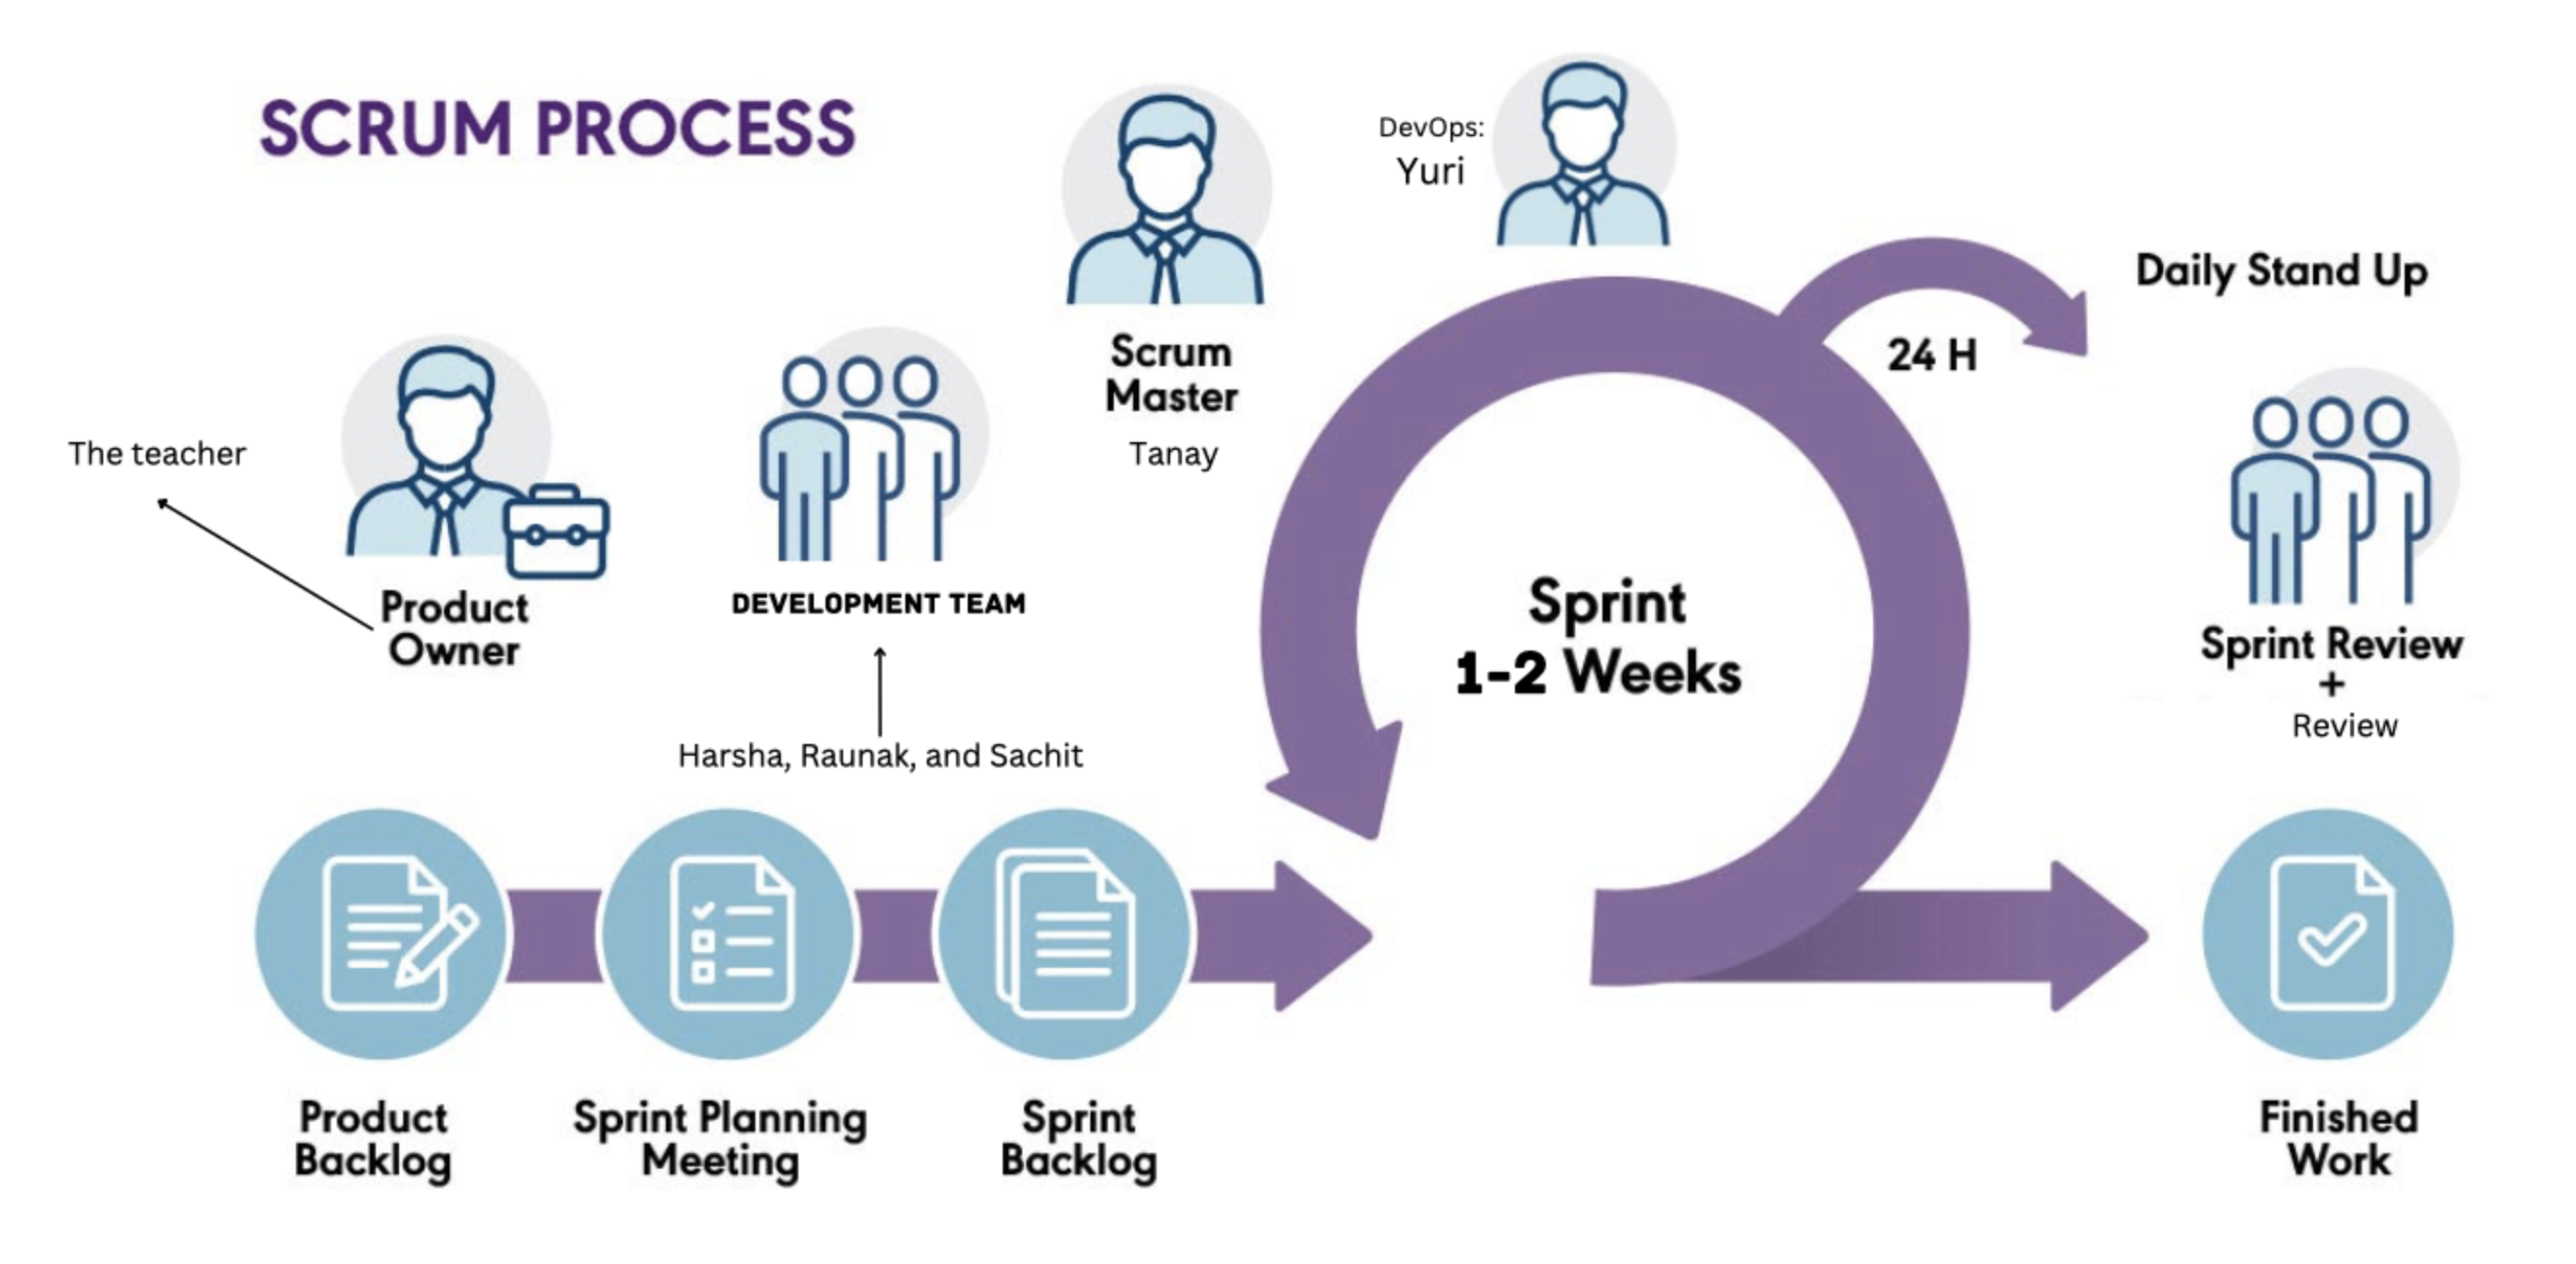 SCRUM PROCESS
DevOps:
Yuri
Daily Stand Up
24 H
Scrum
Master
Tanay
The teacher
Product
Owner
DEVELOPMENT TEAM
Harsha, Raunak, and Sachit
Sprint
1-2 Weeks
Sprint Review
+
Review
Product
Backlog
Sprint Planning
Meeting
Sprint
Backlog
Finished
Work